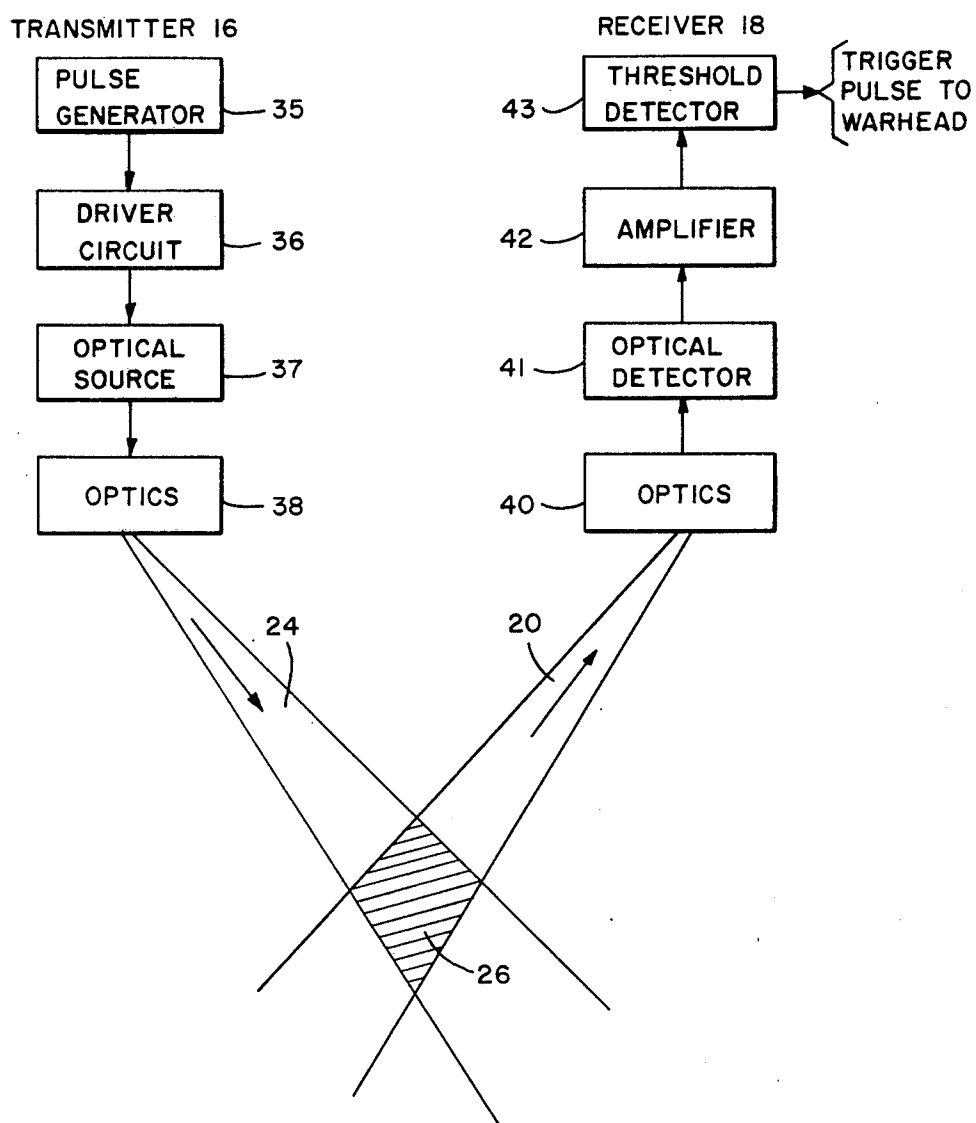 TRANSMITTER 16
PULSE
GENERATOR
35
DRIVER
CIRCUIT
36
OPTICAL
SOURCE
37
OPTICS
38
24
RECEIVER 18
THRESHOLD
DETECTOR
43
TRIGGER
PULSE TO
WARHEAD
AMPLIFIER
42
OPTICAL
DETECTOR
41
OPTICS
40
20
26